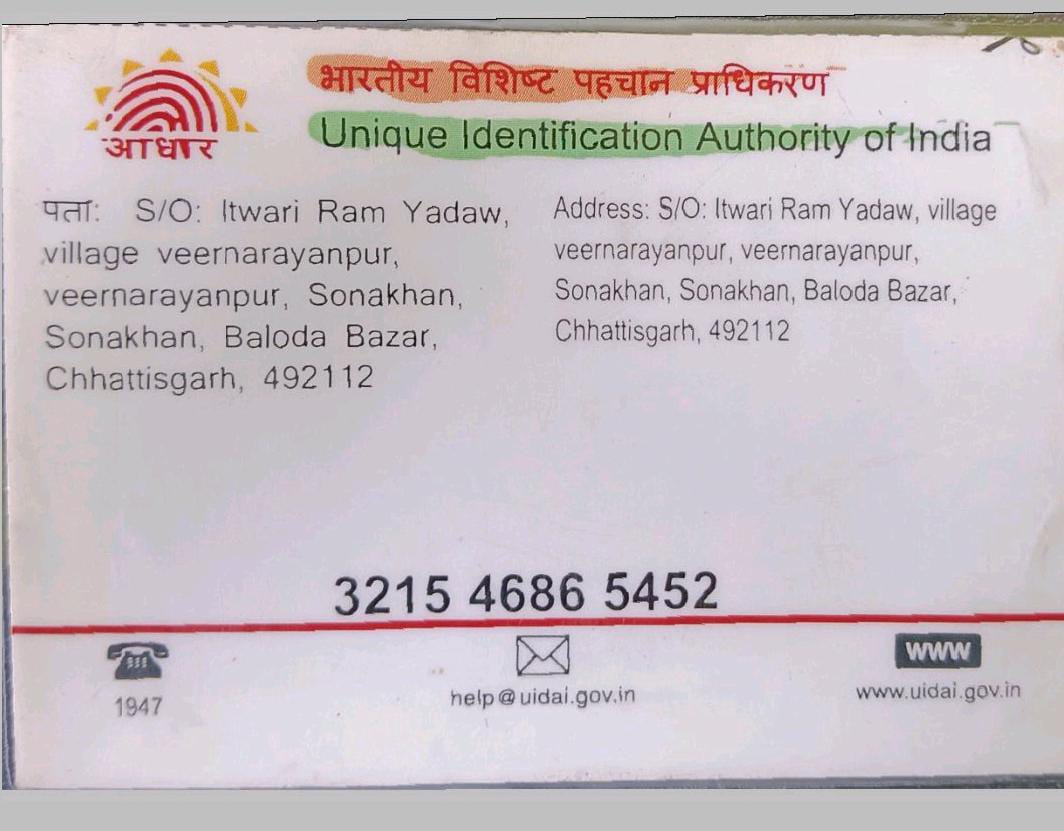 आधार
भारतीय विशिष्ट पहचान प्राधिकरण
Unique Identification Authority of India
पता: S/O: Itwari Ram Yadaw,
village veernarayanpur,
veernarayanpur, Sonakhan,
Sonakhan, Baloda Bazar,
Chhattisgarh, 492112
Address: S/O: Itwari Ram Yadaw, village
veernarayanpur, veernarayanpur,
Sonakhan, Sonakhan, Baloda Bazar,
Chhattisgarh, 492112
3215 4686 5452
1947
help@uidai.gov.in
WWW
www.uidai.gov.in